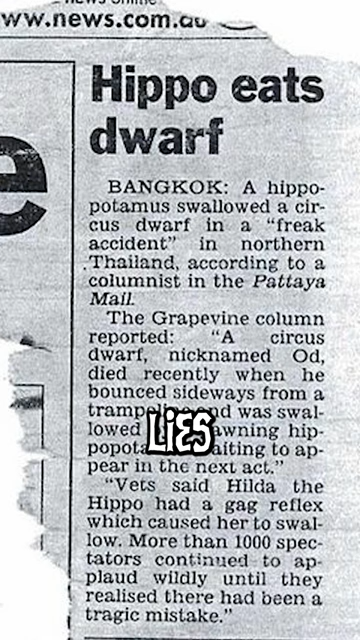 news online
www.news.com.au
e
Hippo eats
dwarf
BANGKOK: A hippo-
potamus swallowed a cir-
cus dwarf in a “freak
accident” in northern
Thailand, according to a
columnist in the Pattaya
Mail.
The Grapevine column
reported: “A circus
dwarf, nicknamed Od,
died recently when he
bounced sideways from a
and was swal-
lowed
LIES
hip-
pear in the next act.”
“Vets said Hilda the
Hippo had a gag reflex
which caused her to swal-
low. More than 1000 spec-
tators continued to ap-
plaud wildly until they
realised there had been a
tragic mistake.”